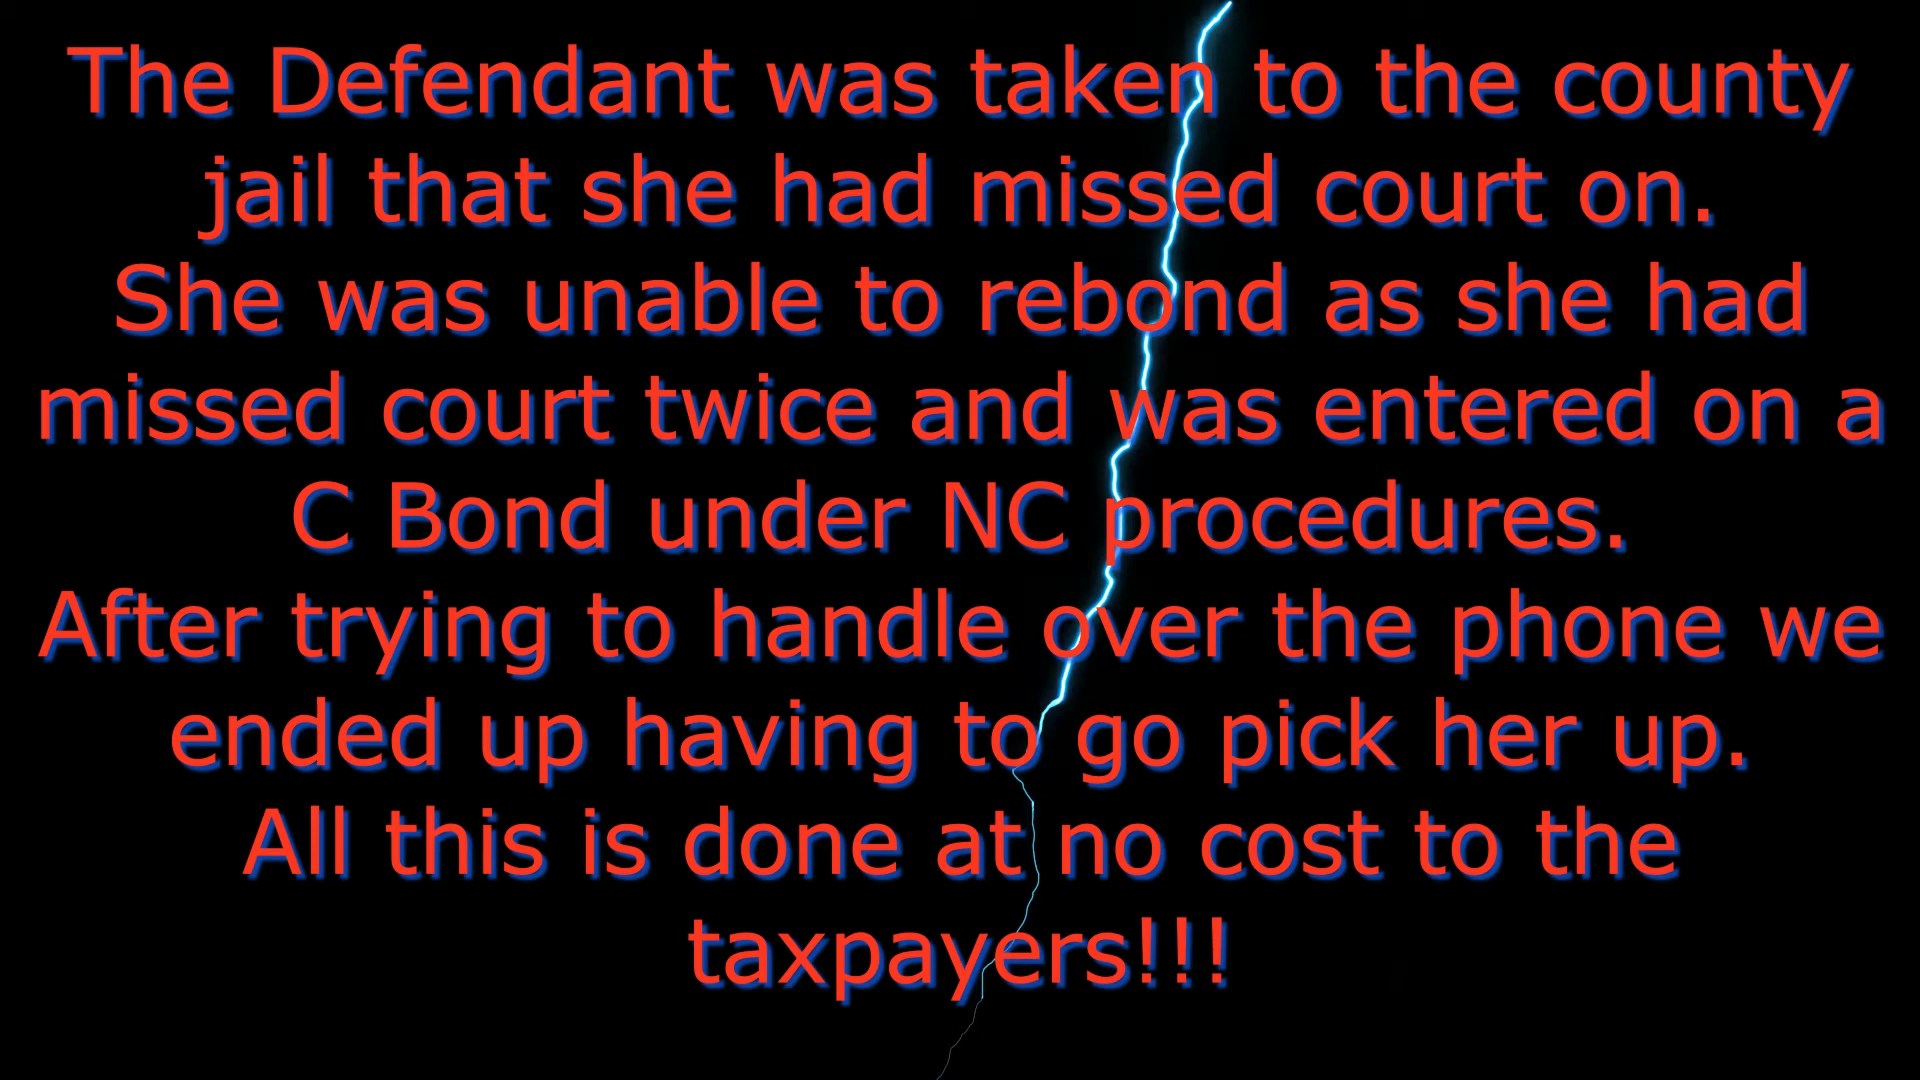 The Defendant was taken to the county
jail that she had missed court on.
She was unable to rebond as she had
missed court twice and was entered on a
C Bond under NC procedures.
After trying to handle over the phone we
ended up having to go pick her up.
All this is done at no cost to the
taxpayers!!!